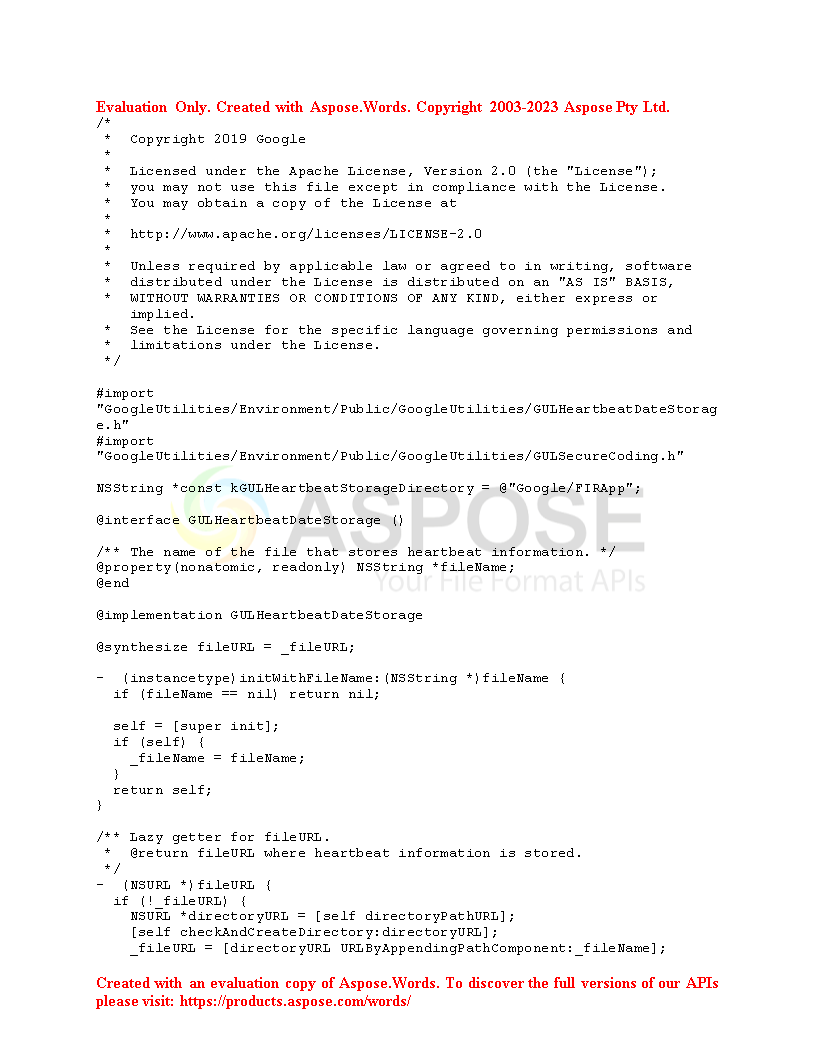 Evaluation Only. Created with Aspose.Words. Copyright 2003-2023 Aspose Pty Ltd.
/*
 *  Copyright 2019 Google
 *
 *  Licensed under the Apache License, Version 2.0 (the "License");
 *  you may not use this file except in compliance with the License.
 *  You may obtain a copy of the License at
 *
 *  http://www.apache.org/licenses/LICENSE-2.0
 *
 *  Unless required by applicable law or agreed to in writing, software
 *  distributed under the License is distributed on an "AS IS" BASIS,
 *  WITHOUT WARRANTIES OR CONDITIONS OF ANY KIND, either express or
    implied.
 *  See the License for the specific language governing permissions and
 *  limitations under the License.
 */

#import
"GoogleUtilities/Environment/Public/GoogleUtilities/GULHeartbeatDateStorag
e.h"
#import
"GoogleUtilities/Environment/Public/GoogleUtilities/GULSecureCoding.h"

NSString *const kGULHeartbeatStorageDirectory = @"Google/FIRApp";

ASPOSE
@interface GULHeartbeatDateStorage ()

/** The name of the file that stores heartbeat information. */
@property(nonatomic, readonly) NSString *fileName;
Your File Format APIs
@end

@implementation GULHeartbeatDateStorage

@synthesize fileURL = _fileURL;

-  (instancetype)initWithFileName:(NSString *)fileName {
  if (fileName == nil) return nil;

  self = [super init];
  if (self) {
    _fileName = fileName;
  }
  return self;
}

/** Lazy getter for fileURL.
 *  @return fileURL where heartbeat information is stored.
 */
-  (NSURL *)fileURL {
  if (!_fileURL) {
    NSURL *directoryURL = [self directoryPathURL];
    [self checkAndCreateDirectory:directoryURL];
    _fileURL = [directoryURL URLByAppendingPathComponent:_fileName];

Created with an evaluation copy of Aspose.Words. To discover the full versions of our APIs
please visit: https://products.aspose.com/words/